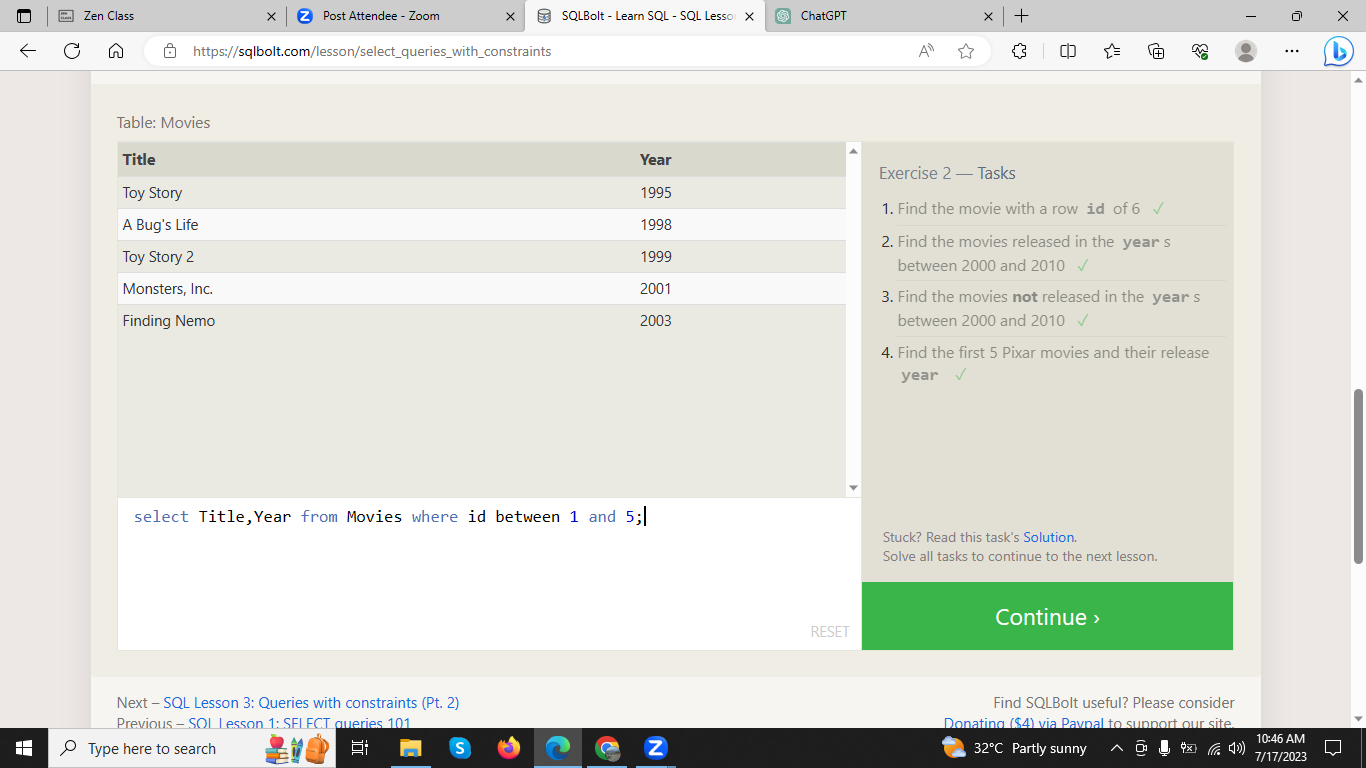 Zen Class
Post Attendee - Zoom
SQLBolt - Learn SQL - SQL Lesso
ChatGPT
https://sqlbolt.com/lesson/select_queries_with_constraints
Table: Movies
Title Year
Toy Story 1995
A Bug's Life 1998
Toy Story 2 1999
Monsters, Inc. 2001
Finding Nemo 2003
select Title,Year from Movies where id between 1 and 5;
RESET
Exercise 2 — Tasks
1. Find the movie with a row id of 6 ✓
2. Find the movies released in the year s
between 2000 and 2010 ✓
3. Find the movies not released in the year s
between 2000 and 2010 ✓
4. Find the first 5 Pixar movies and their release
year ✓
Stuck? Read this task's Solution.
Solve all tasks to continue to the next lesson.
Continue ›
Next – SQL Lesson 3: Queries with constraints (Pt. 2)
Previous – SQL Lesson 1: SELECT queries 101
Find SQLBolt useful? Please consider
Donating ($4) via Paypal to support our site.
Type here to search
32°C Partly sunny
10:46 AM
7/17/2023